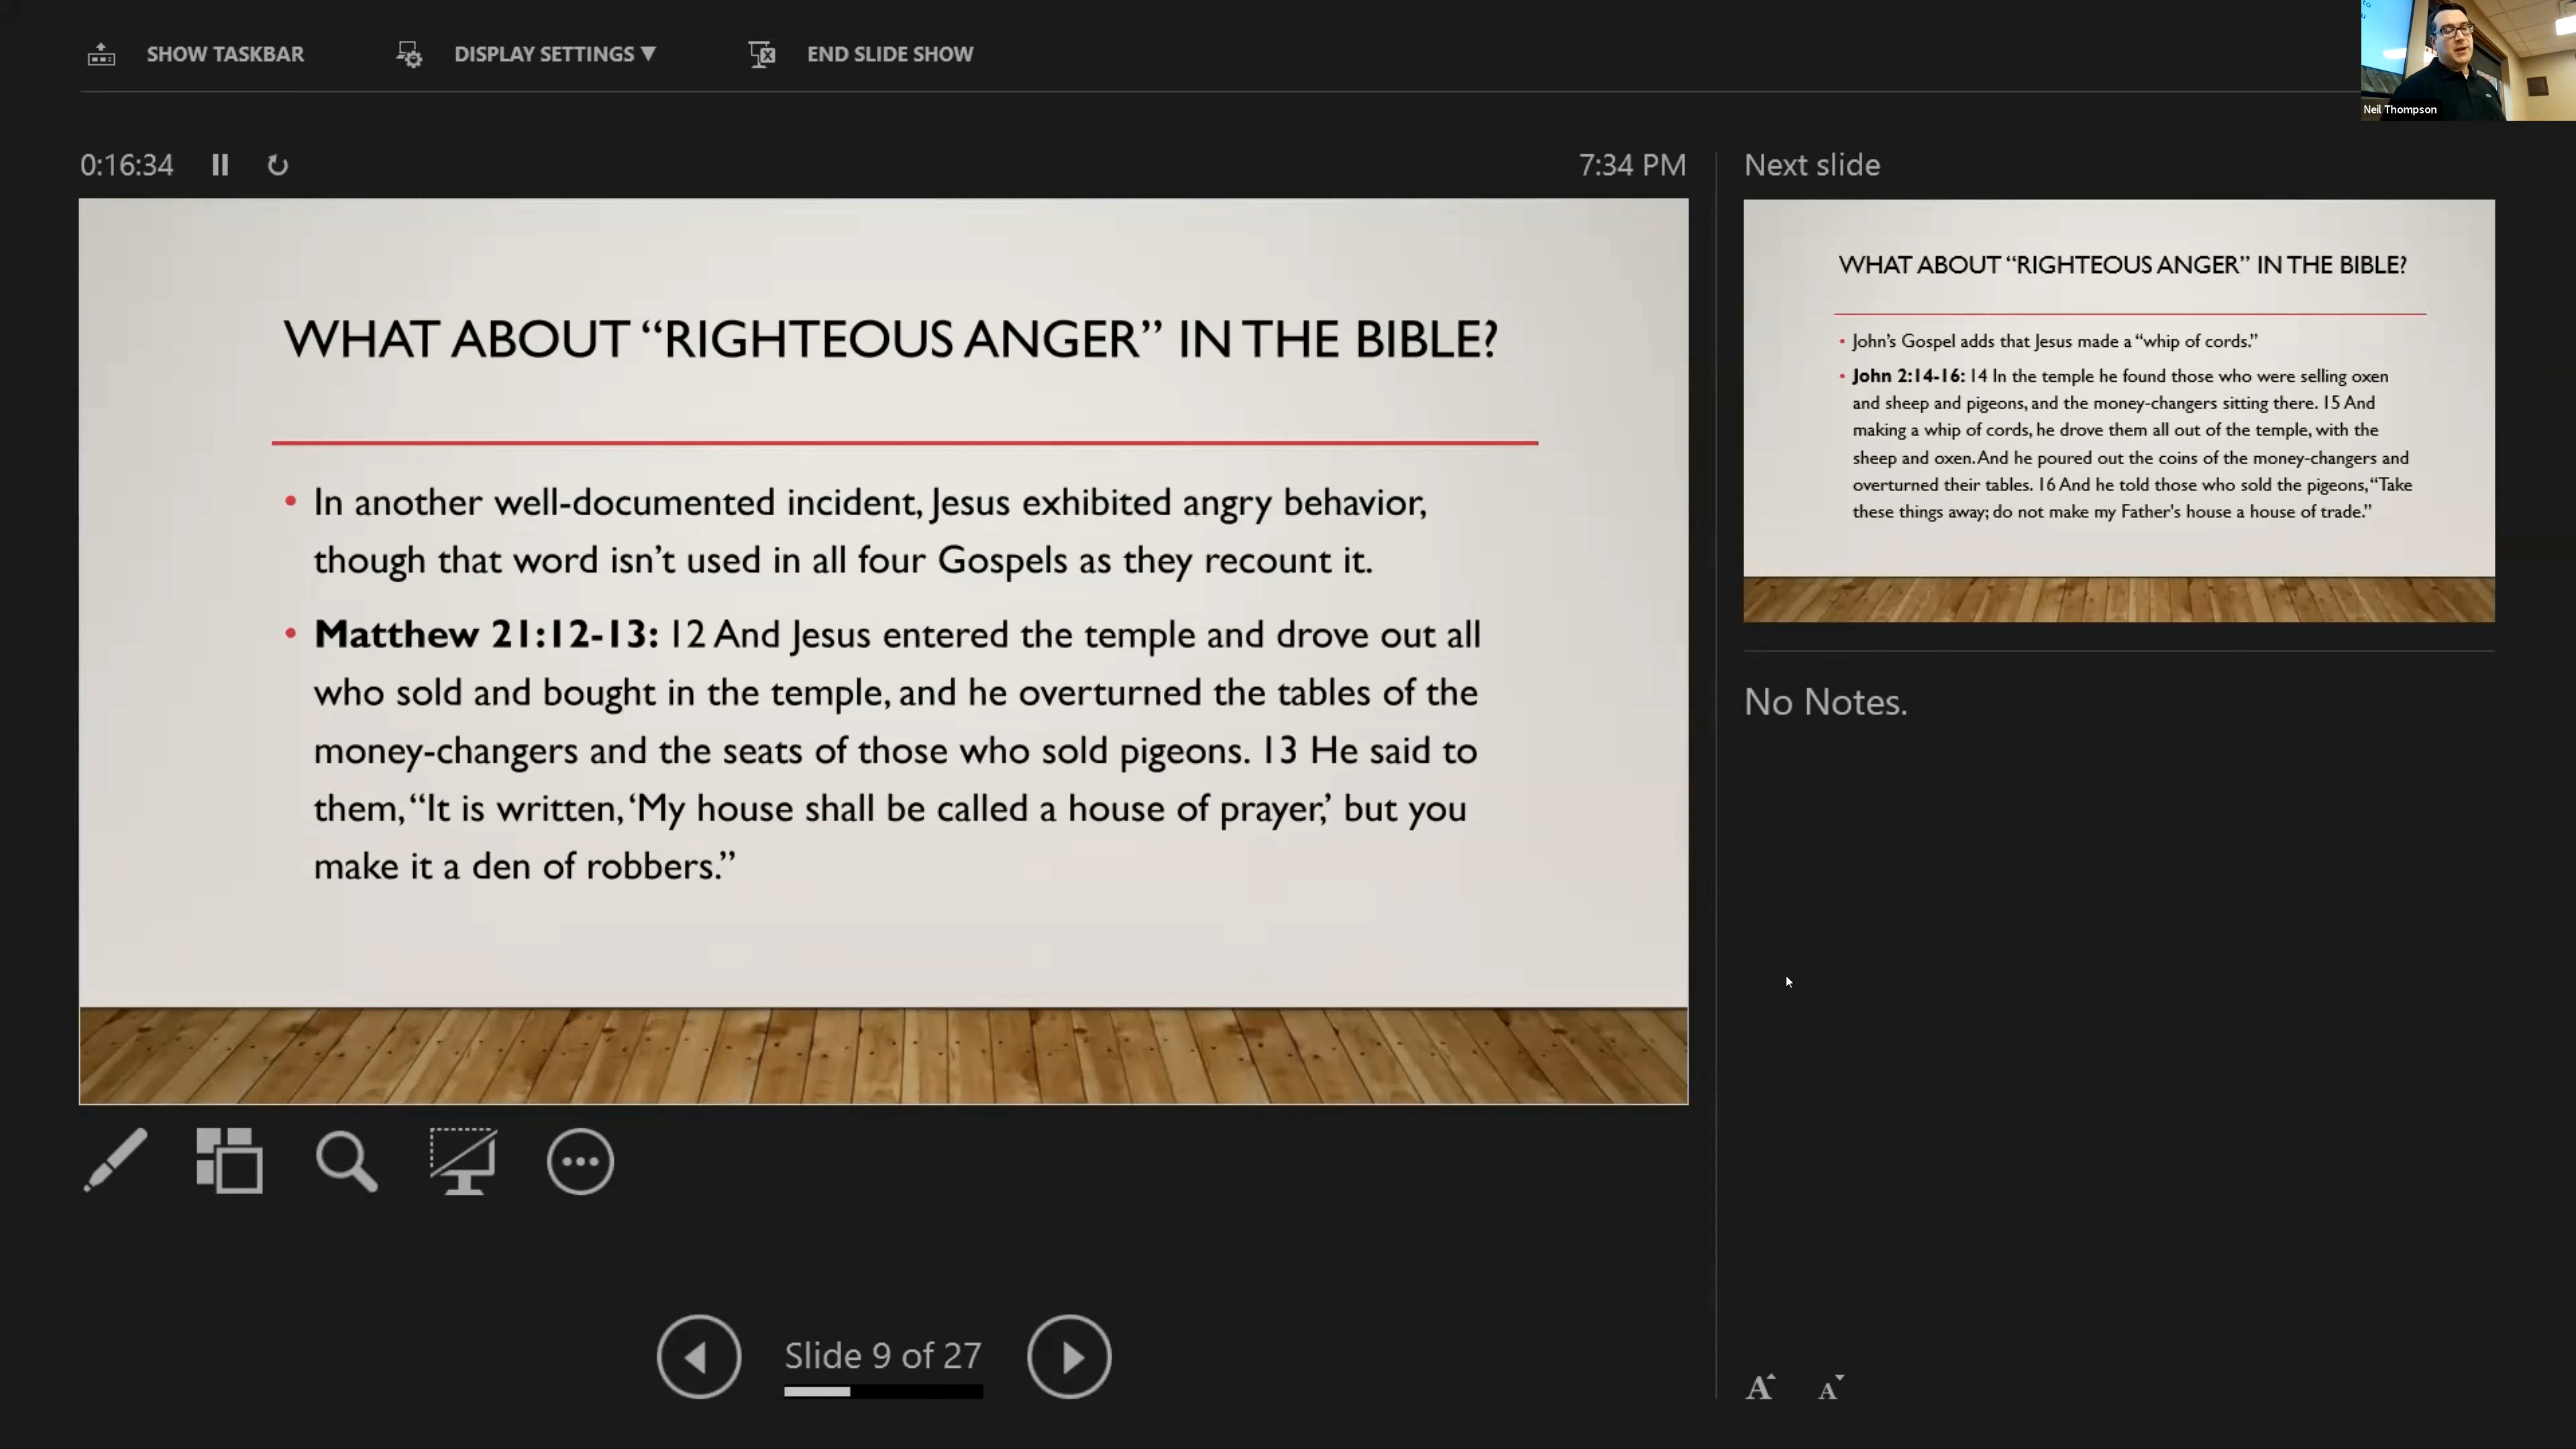 SHOW TASKBAR
DISPLAY SETTINGS ▼
END SLIDE SHOW
Neil Thompson
0:16:34
7:34 PM
WHAT ABOUT “RIGHTEOUS ANGER” IN THE BIBLE?
• In another well-documented incident, Jesus exhibited angry behavior,
though that word isn’t used in all four Gospels as they recount it.
• Matthew 21:12-13: 12 And Jesus entered the temple and drove out all
who sold and bought in the temple, and he overturned the tables of the
money-changers and the seats of those who sold pigeons. 13 He said to
them, “It is written, ‘My house shall be called a house of prayer,’ but you
make it a den of robbers.”
Slide 9 of 27
Next slide
WHAT ABOUT “RIGHTEOUS ANGER” IN THE BIBLE?
• John’s Gospel adds that Jesus made a “whip of cords.”
• John 2:14-16: 14 In the temple he found those who were selling oxen
and sheep and pigeons, and the money-changers sitting there. 15 And
making a whip of cords, he drove them all out of the temple, with the
sheep and oxen. And he poured out the coins of the money-changers and
overturned their tables. 16 And he told those who sold the pigeons, “Take
these things away; do not make my Father's house a house of trade.”
No Notes.
A A